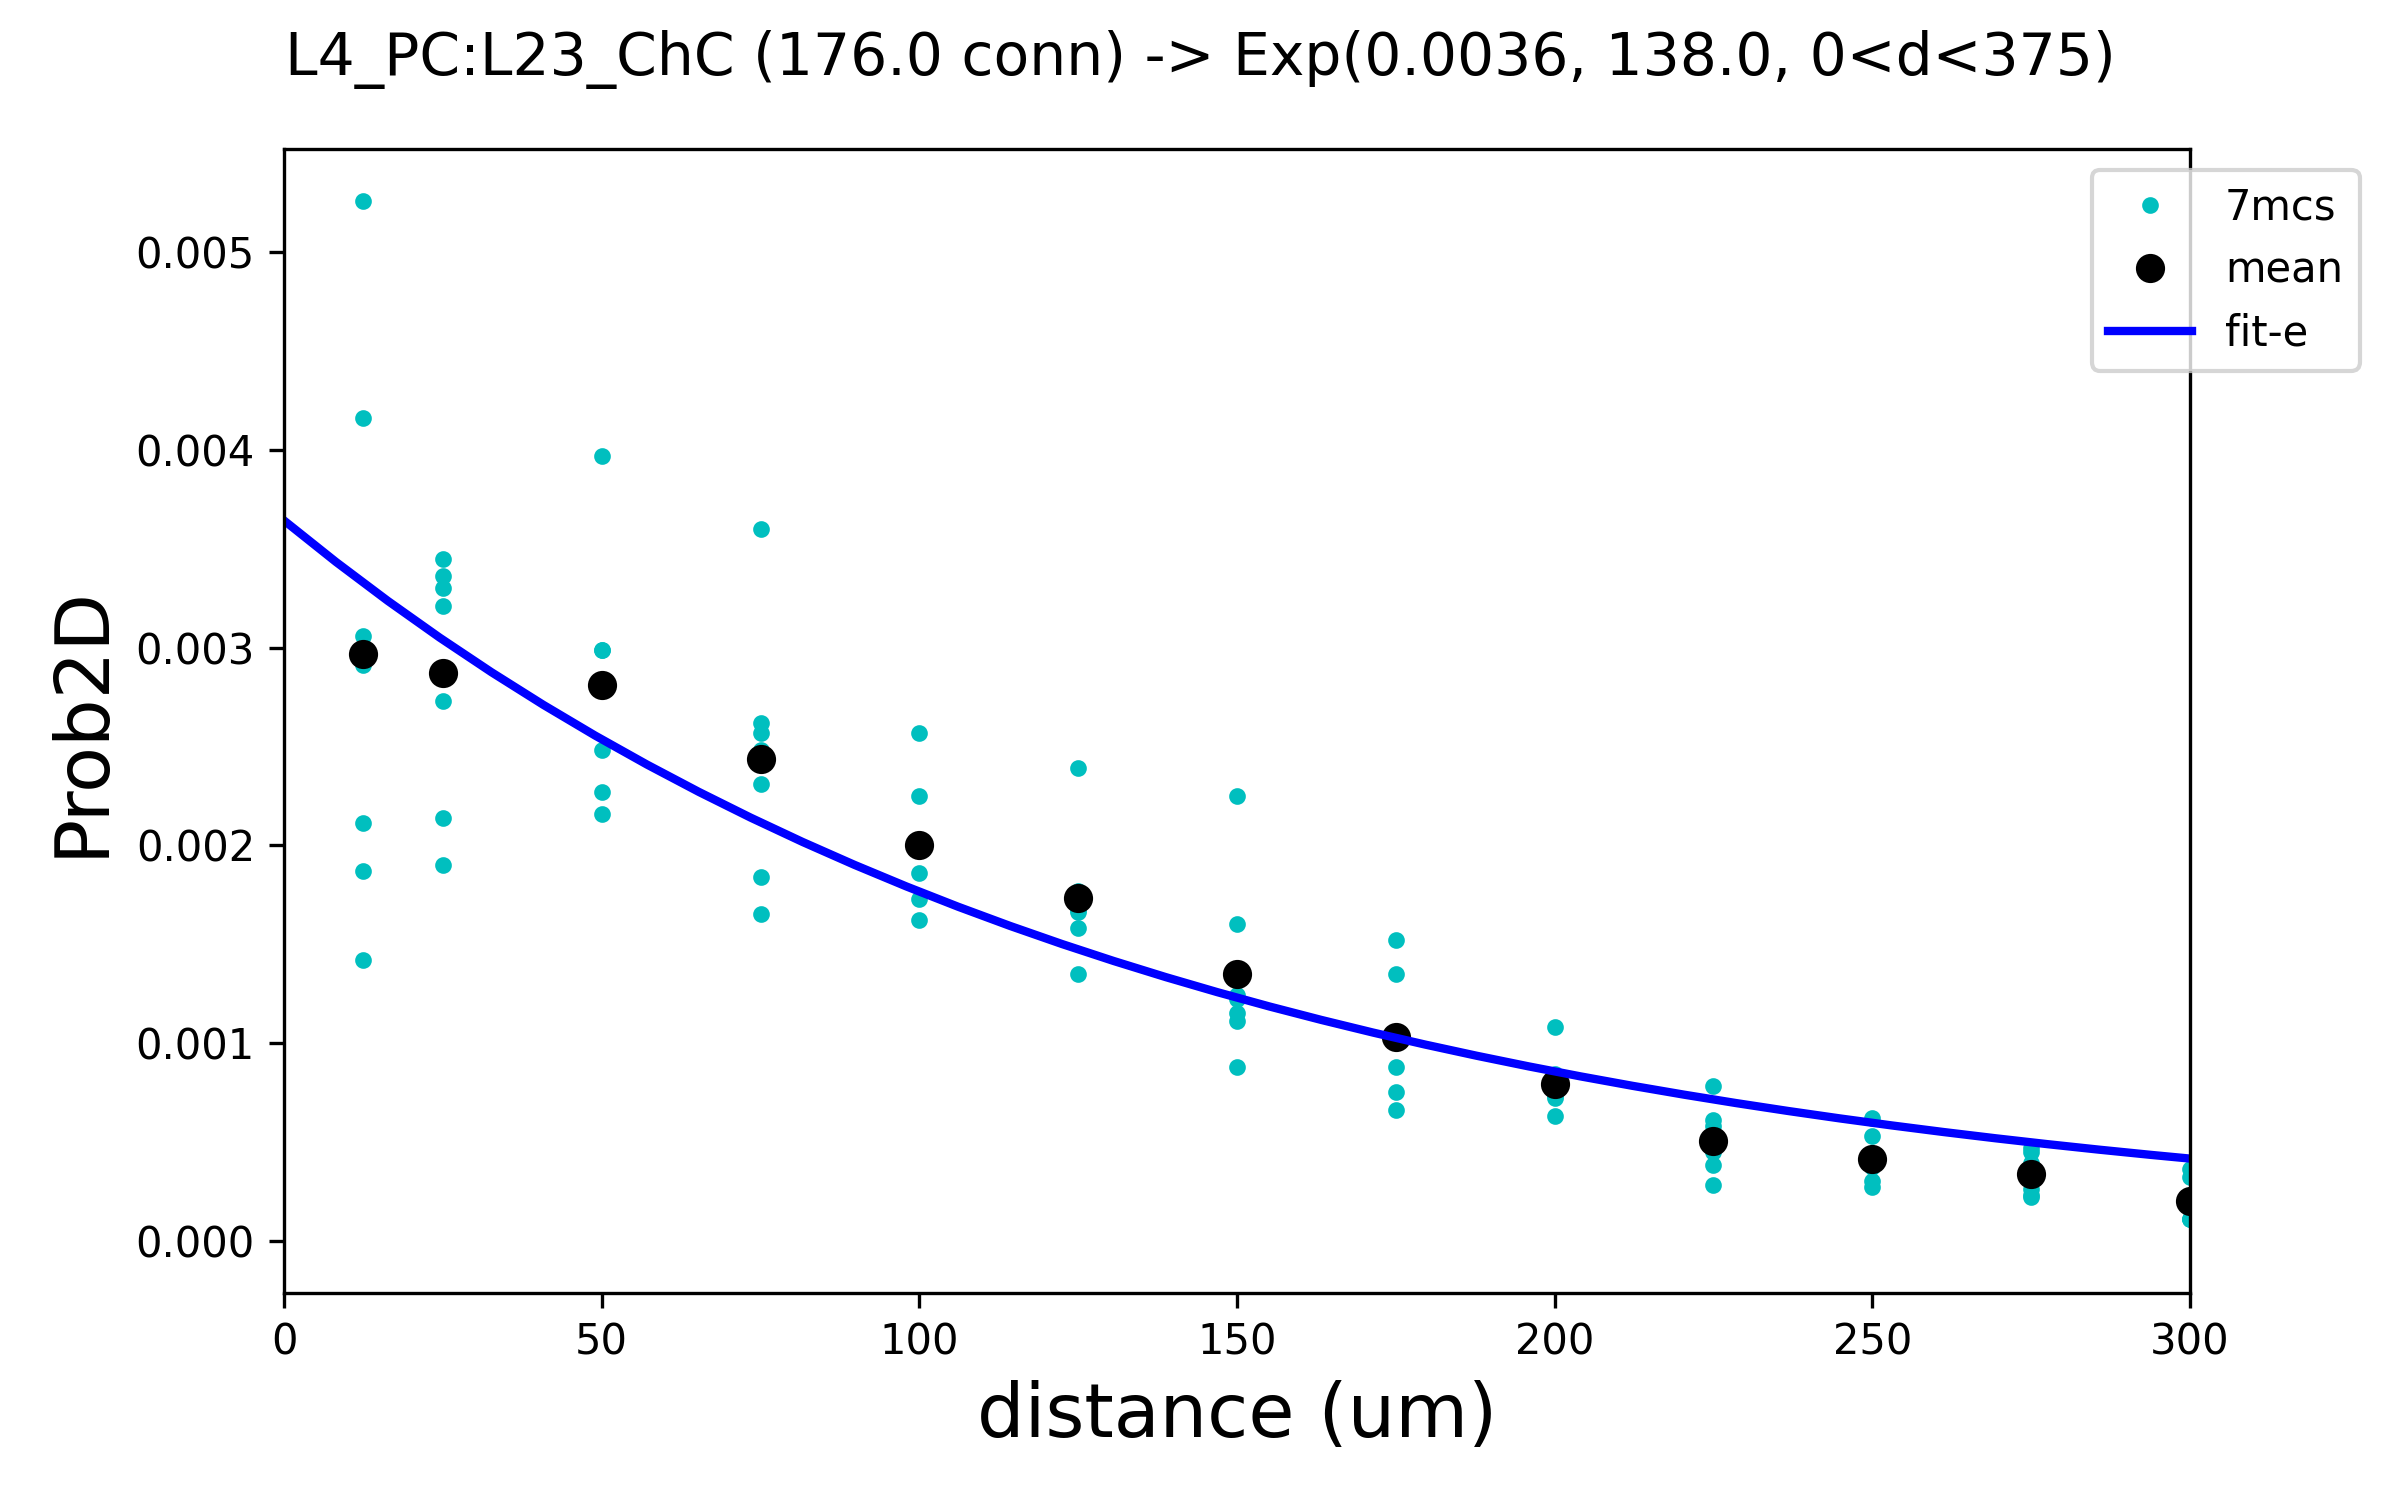 L4_PC:L23_ChC (176.0 conn) -> Exp(0.0036, 138.0, 0<d<375)
7mcs
mean
fit-e
Prob2D
0.005
0.004
0.003
0.002
0.001
0.000
0 50 100 150 200 250 300
distance (um)